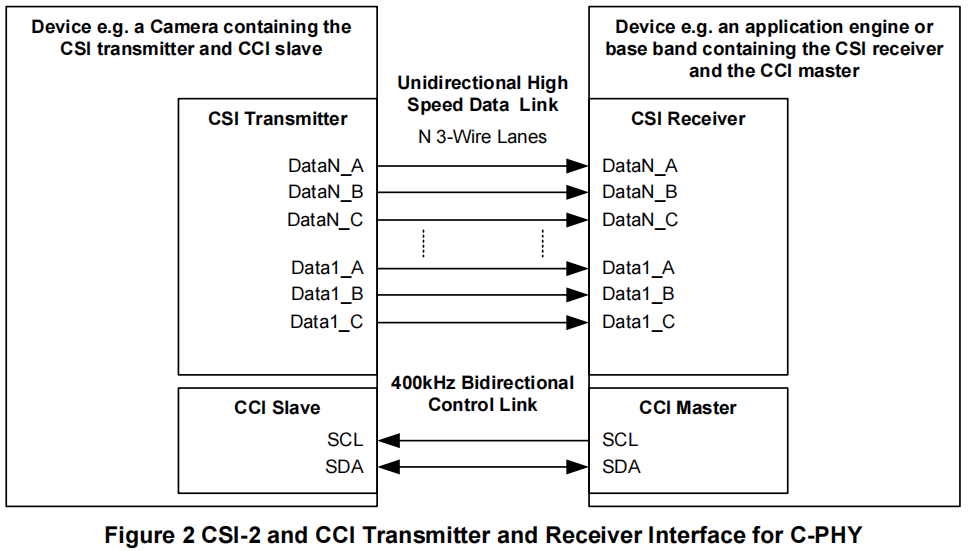 Device e.g. a Camera containing the
CSI transmitter and CCI slave
Device e.g. an application engine or
base band containing the CSI receiver
and the CCI master
Unidirectional High
Speed Data Link
N 3-Wire Lanes
CSI Transmitter
DataN_A
DataN_B
DataN_C
Data1_A
Data1_B
Data1_C
CSI Receiver
DataN_A
DataN_B
DataN_C
Data1_A
Data1_B
Data1_C
400kHz Bidirectional
Control Link
CCI Slave
SCL
SDA
CCI Master
SCL
SDA
Figure 2 CSI-2 and CCI Transmitter and Receiver Interface for C-PHY